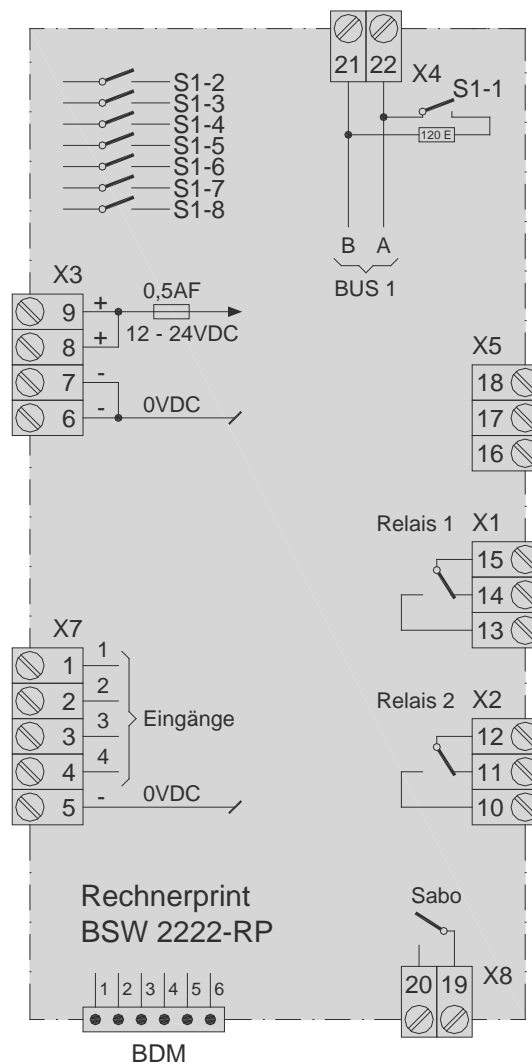 21 22
X4
S1-1
120 E
B A
BUS 1
S1-2
S1-3
S1-4
S1-5
S1-6
S1-7
S1-8
X3
9 + 0,5AF
8 + 12 - 24VDC
7 -
6 - 0VDC
X5
18
17
16
Relais 1 X1
15
14
13
X7
1 1
2 2
3 3
4 4
Eingänge
5 - 0VDC
Relais 2 X2
12
11
10
Rechnerprint
BSW 2222-RP
Sabo
20 19 X8
1 2 3 4 5 6
BDM